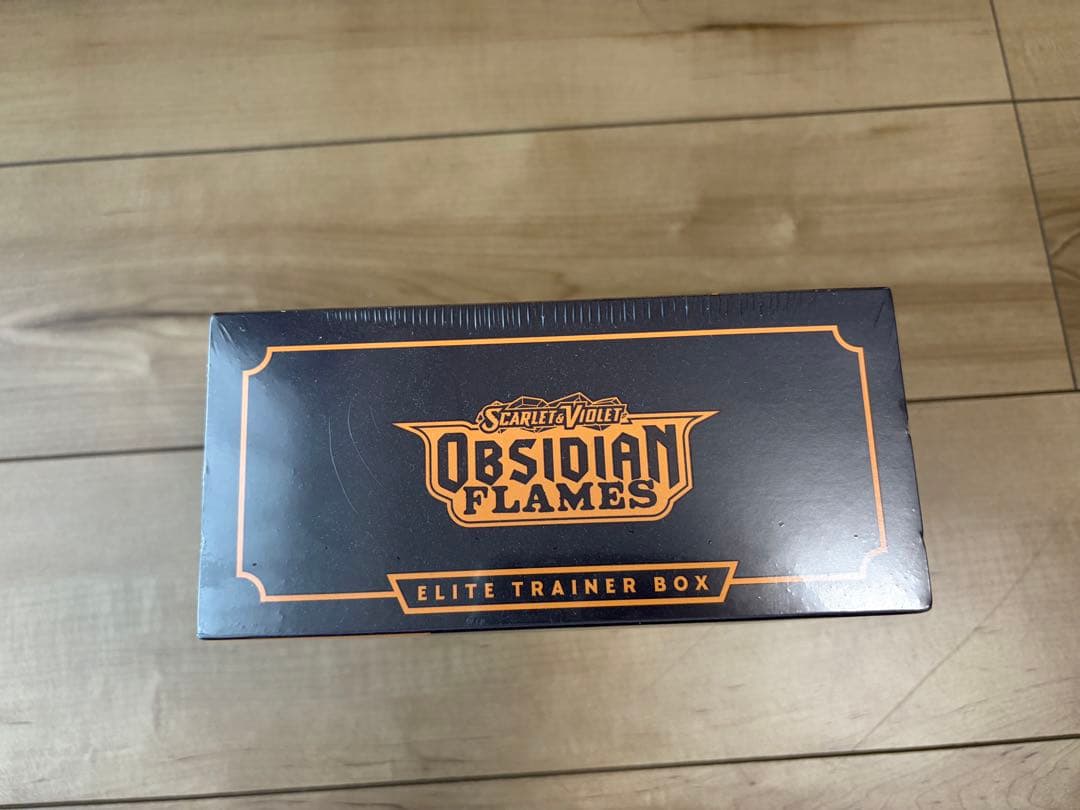 SCARLET & VIOLET
OBSIDIAN
FLAMES
ELITE TRAINER BOX